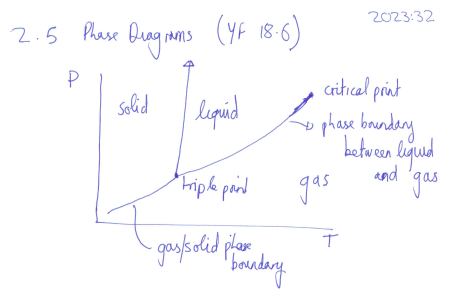 2023:32
2.5 Phase Diagrams (YF 18.6)
P
solid
liquid
critical point
phase boundary
between liquid
and gas
triple point
gas
T
gas/solid phase
boundary